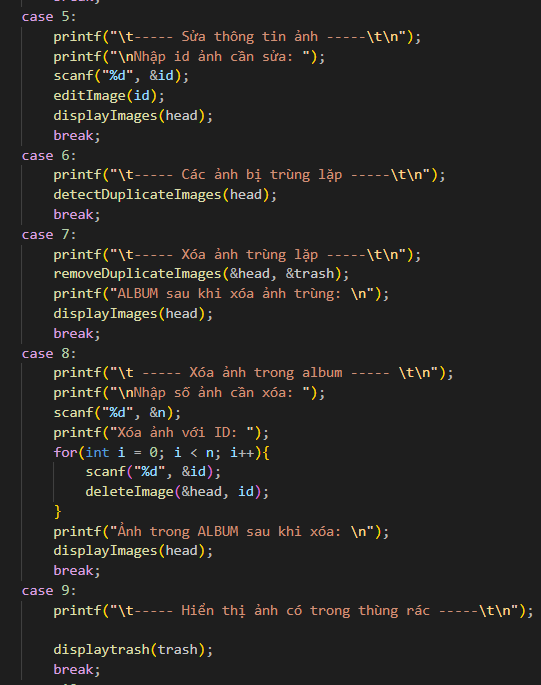 break;
case 5:
    printf("\t----- Sửa thông tin ảnh -----\t\n");
    printf("\nNhập id ảnh cần sửa: ");
    scanf("%d", &id);
    editImage(id);
    displayImages(head);
    break;
case 6:
    printf("\t----- Các ảnh bị trùng lặp -----\t\n");
    detectDuplicateImages(head);
    break;
case 7:
    printf("\t----- Xóa ảnh trùng lặp -----\t\n");
    removeDuplicateImages(&head, &trash);
    printf("ALBUM sau khi xóa ảnh trùng: \n");
    displayImages(head);
    break;
case 8:
    printf("\t ----- Xóa ảnh trong album ----- \t\n");
    printf("\nNhập số ảnh cần xóa: ");
    scanf("%d", &n);
    printf("Xóa ảnh với ID: ");
    for(int i = 0; i < n; i++){
        scanf("%d", &id);
        deleteImage(&head, id);
    }
    printf("Ảnh trong ALBUM sau khi xóa: \n");
    displayImages(head);
    break;
case 9:
    printf("\t----- Hiển thị ảnh có trong thùng rác -----\t\n");
    displaytrash(trash);
    break;